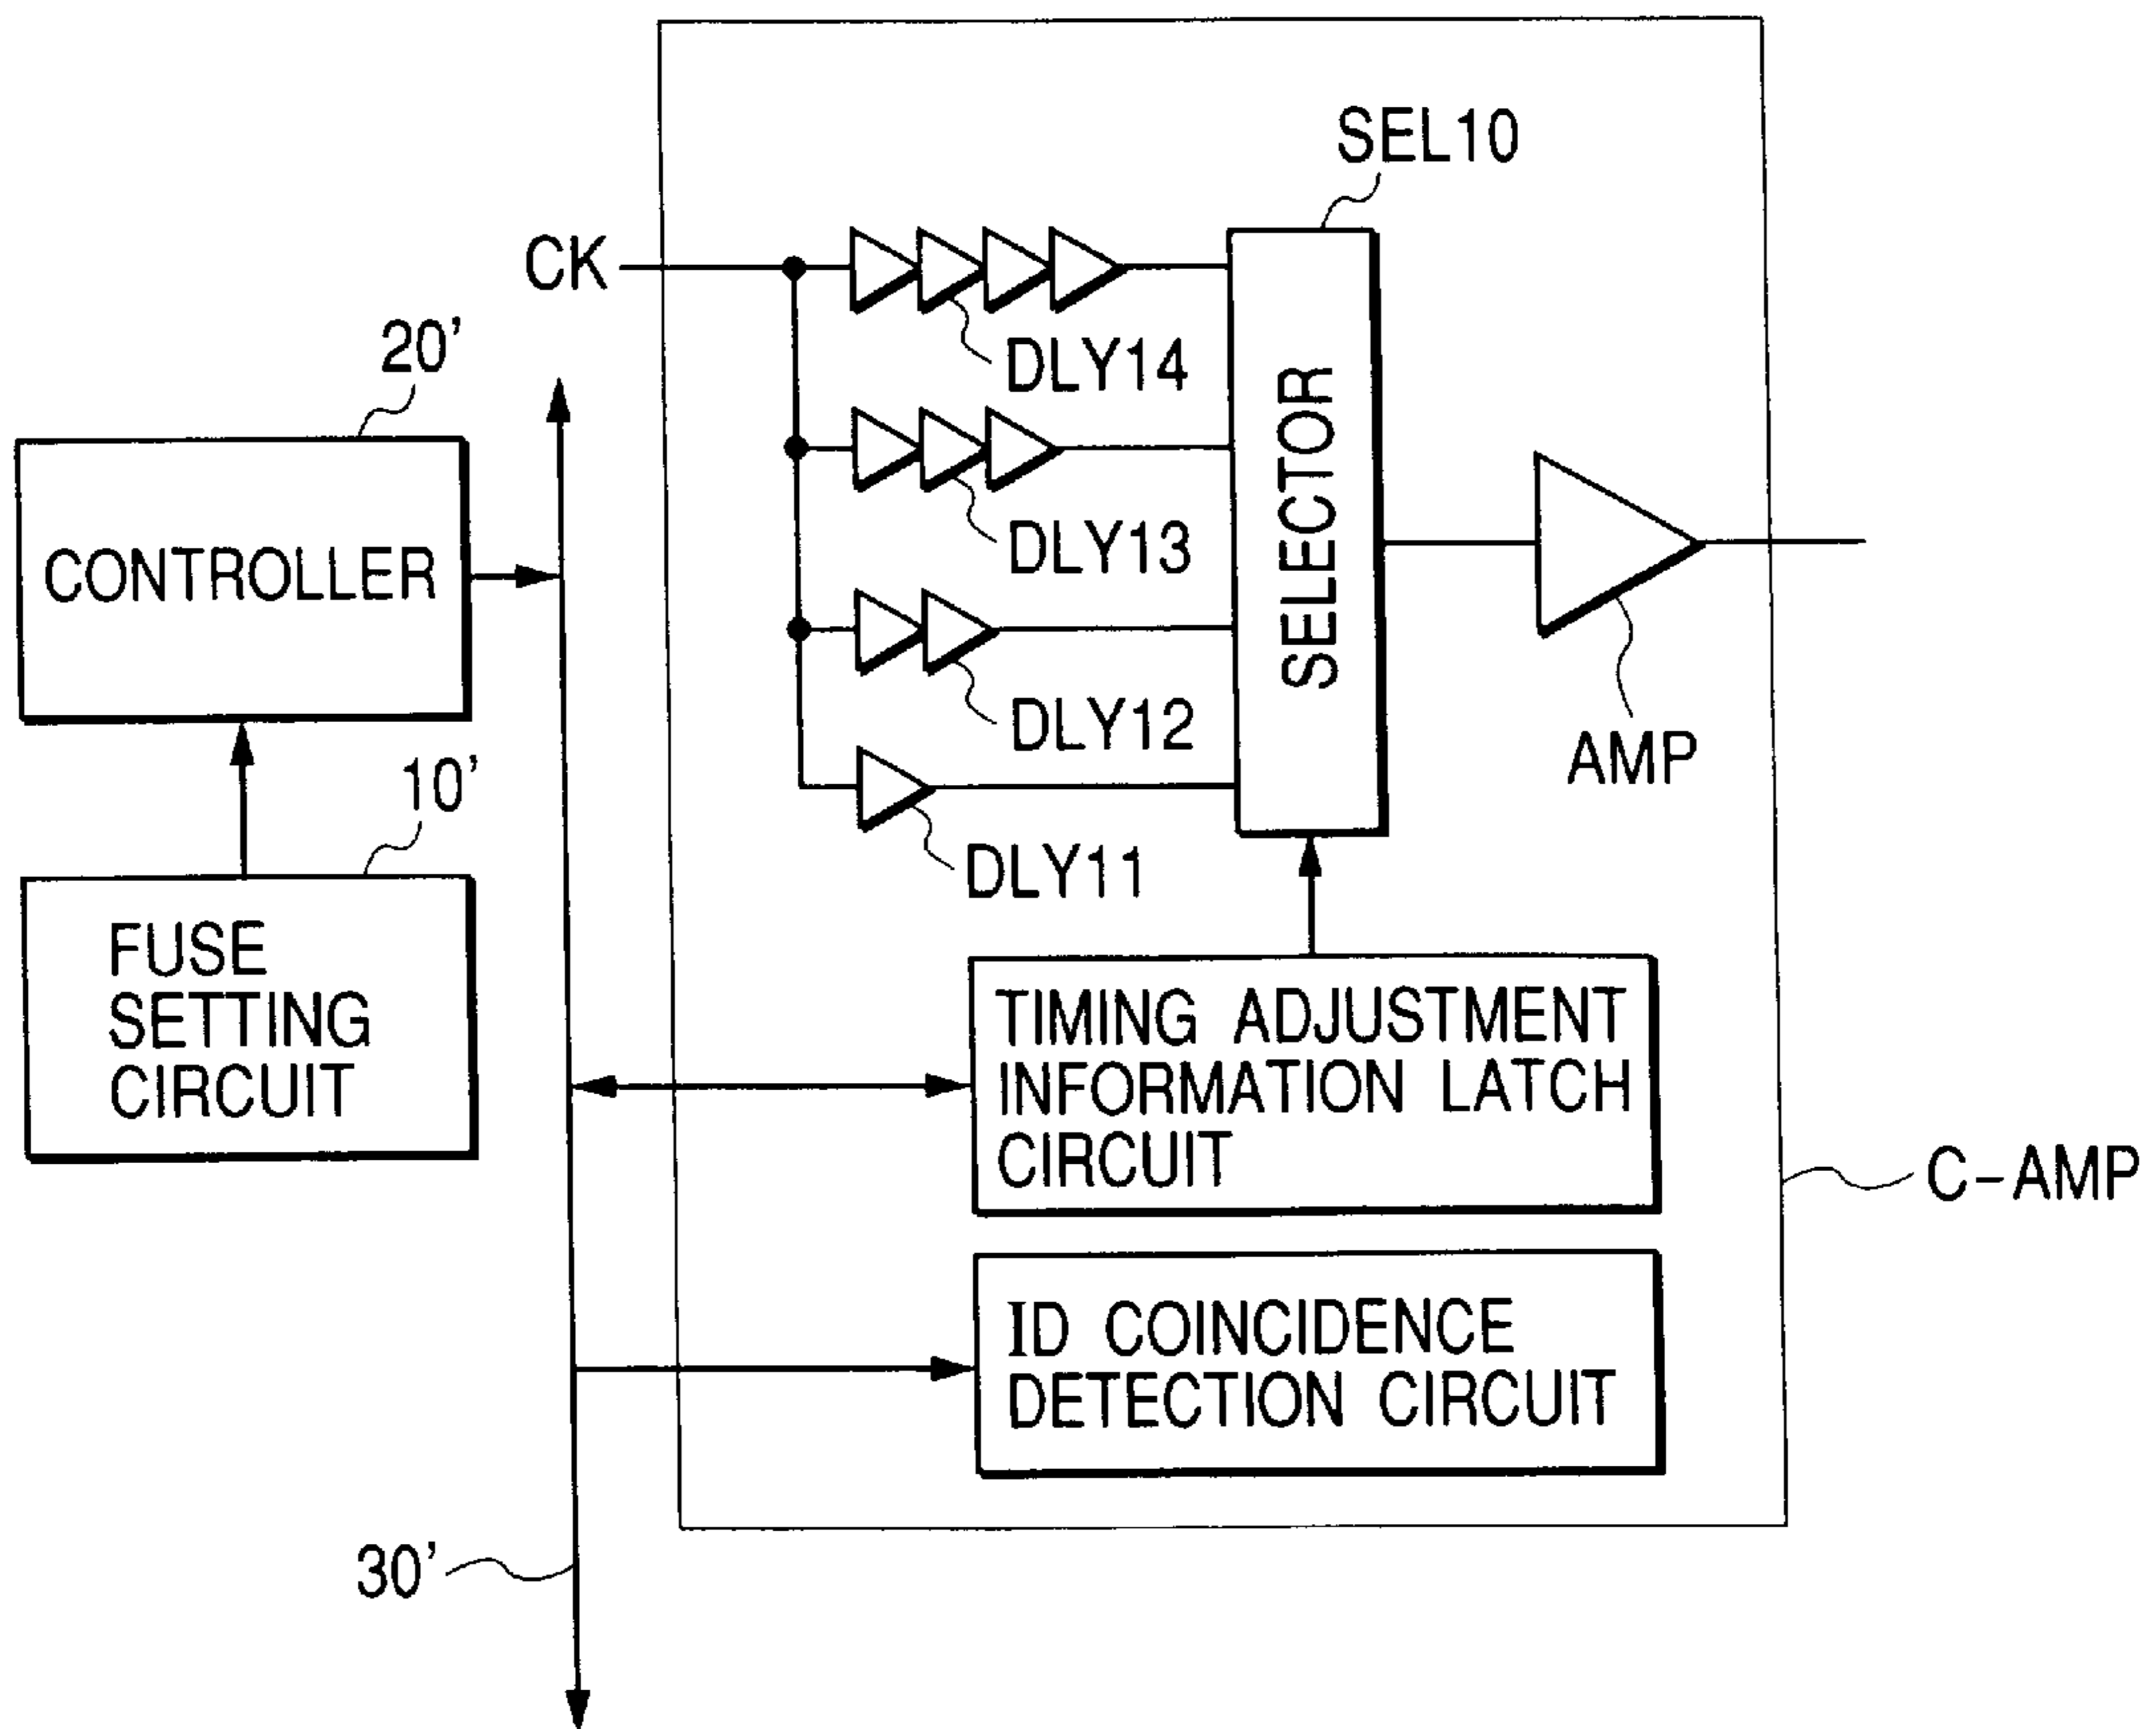 SEL10
CK
DLY14
20'
CONTROLLER
DLY13
SELECTOR
DLY12
AMP
10'
DLY11
FUSE
SETTING
CIRCUIT
TIMING ADJUSTMENT
INFORMATION LATCH
CIRCUIT
C-AMP
ID COINCIDENCE
DETECTION CIRCUIT
30'